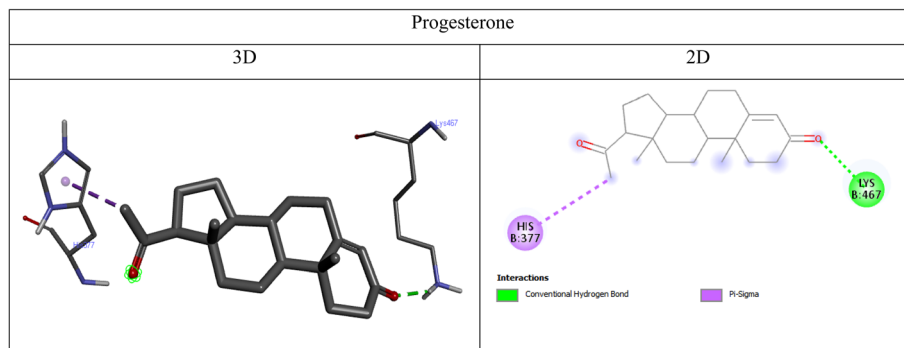 Progesterone
3D
2D
Lys467
O
O
LYS
B:467
HIS
B:377
Interactions
Conventional Hydrogen Bond
Pi-Sigma